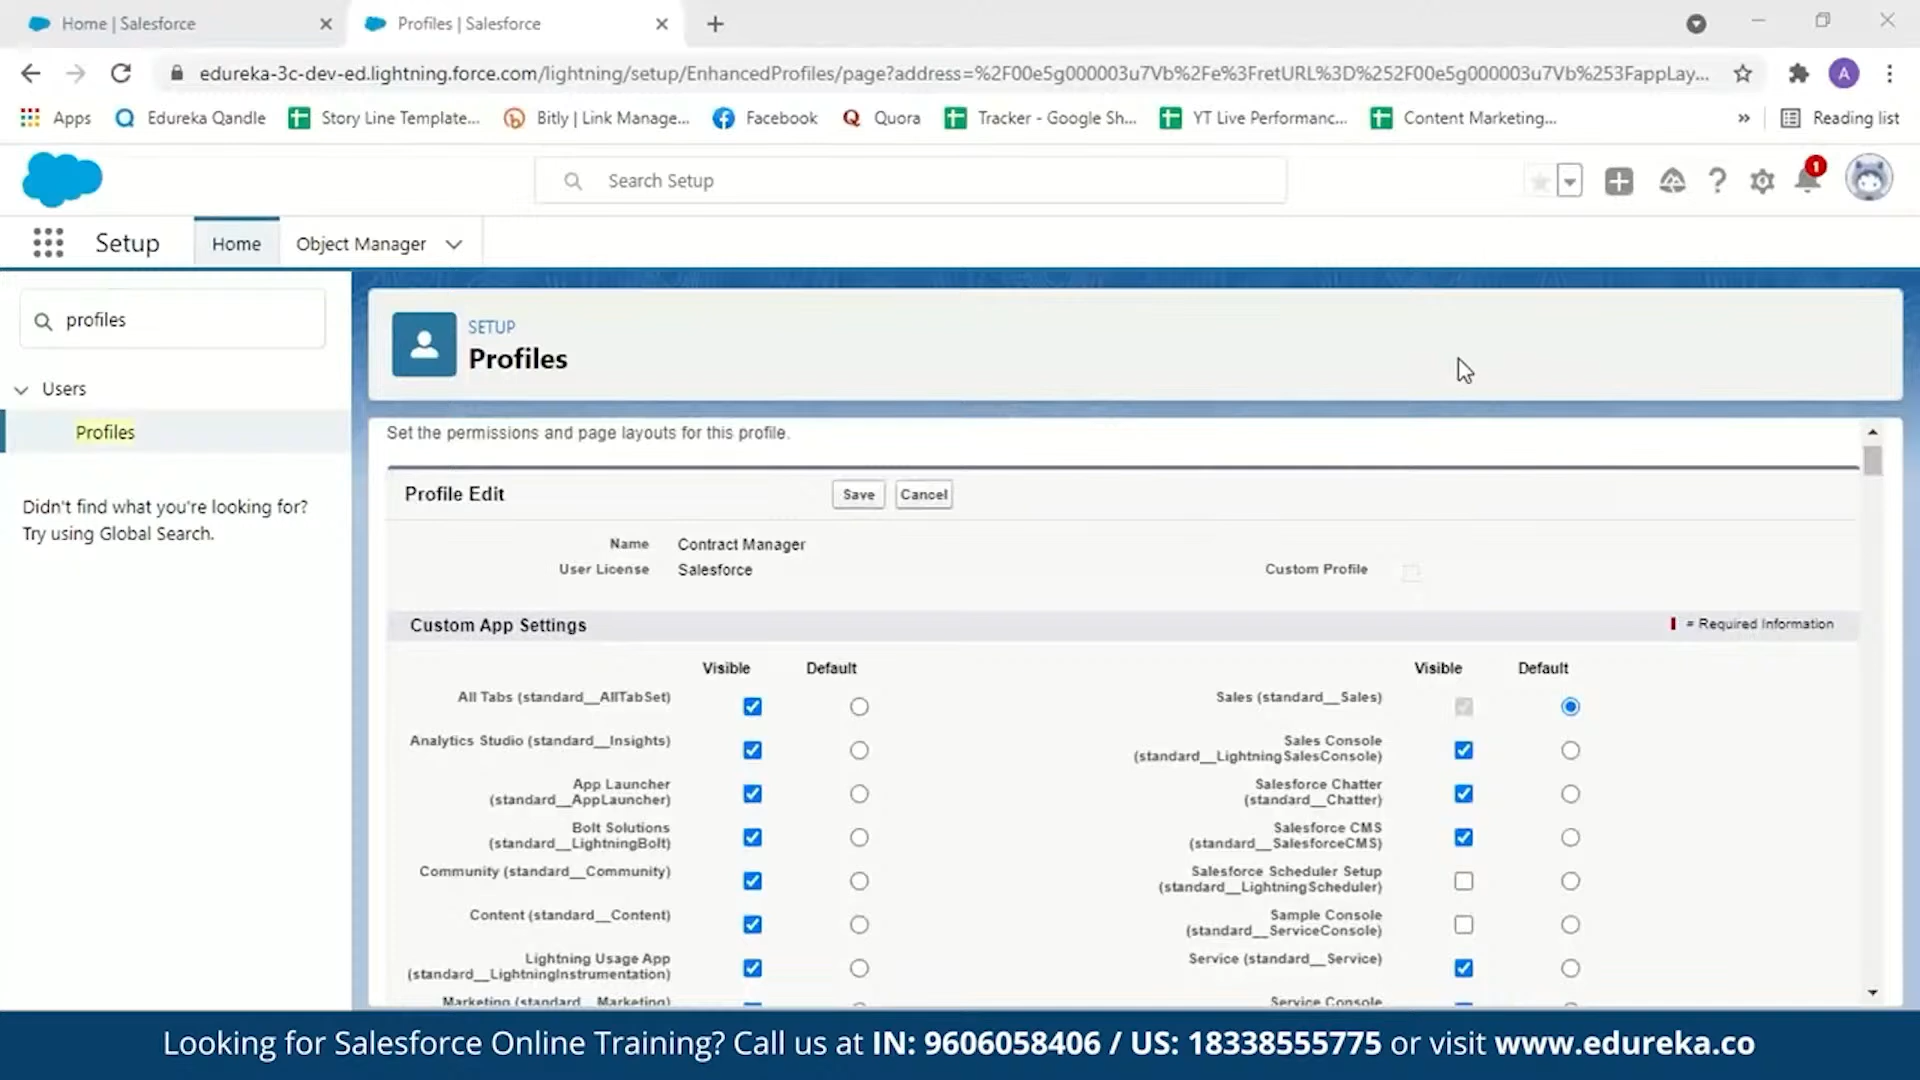 Home | Salesforce
Profiles | Salesforce
edureka-3c-dev-ed.lightning.force.com/lightning/setup/EnhancedProfiles/page?address=%2F00e5g000003u7Vb%2Fe%3FretURL%3D%252F00e5g000003u7Vb%253FappLay...
A
Apps
Edureka Qandle
Story Line Template...
Bitly | Link Manage...
Facebook
Quora
Tracker - Google Sh...
YT Live Performanc...
Content Marketing...
»
Reading list
Search Setup
1
Setup
Home
Object Manager
profiles
Users
Profiles
Didn't find what you're looking for?
Try using Global Search.
SETUP
Profiles
Set the permissions and page layouts for this profile.
Profile Edit
Save
Cancel
Name Contract Manager
User License Salesforce
Custom Profile
Custom App Settings
= Required Information
Visible Default Visible Default
All Tabs (standard__AllTabSet)
Sales (standard__Sales)
Analytics Studio (standard__Insights)
Sales Console
(standard__LightningSalesConsole)
App Launcher
(standard__AppLauncher)
Salesforce Chatter
(standard__Chatter)
Bolt Solutions
(standard__LightningBolt)
Salesforce CMS
(standard__SalesforceCMS)
Community (standard__Community)
Salesforce Scheduler Setup
(standard__LightningScheduler)
Content (standard__Content)
Sample Console
(standard__ServiceConsole)
Lightning Usage App
(standard__LightningInstrumentation)
Service (standard__Service)
Marketing (standard__Marketing)
Service Console
Looking for Salesforce Online Training? Call us at IN: 9606058406 / US: 18338555775 or visit www.edureka.co